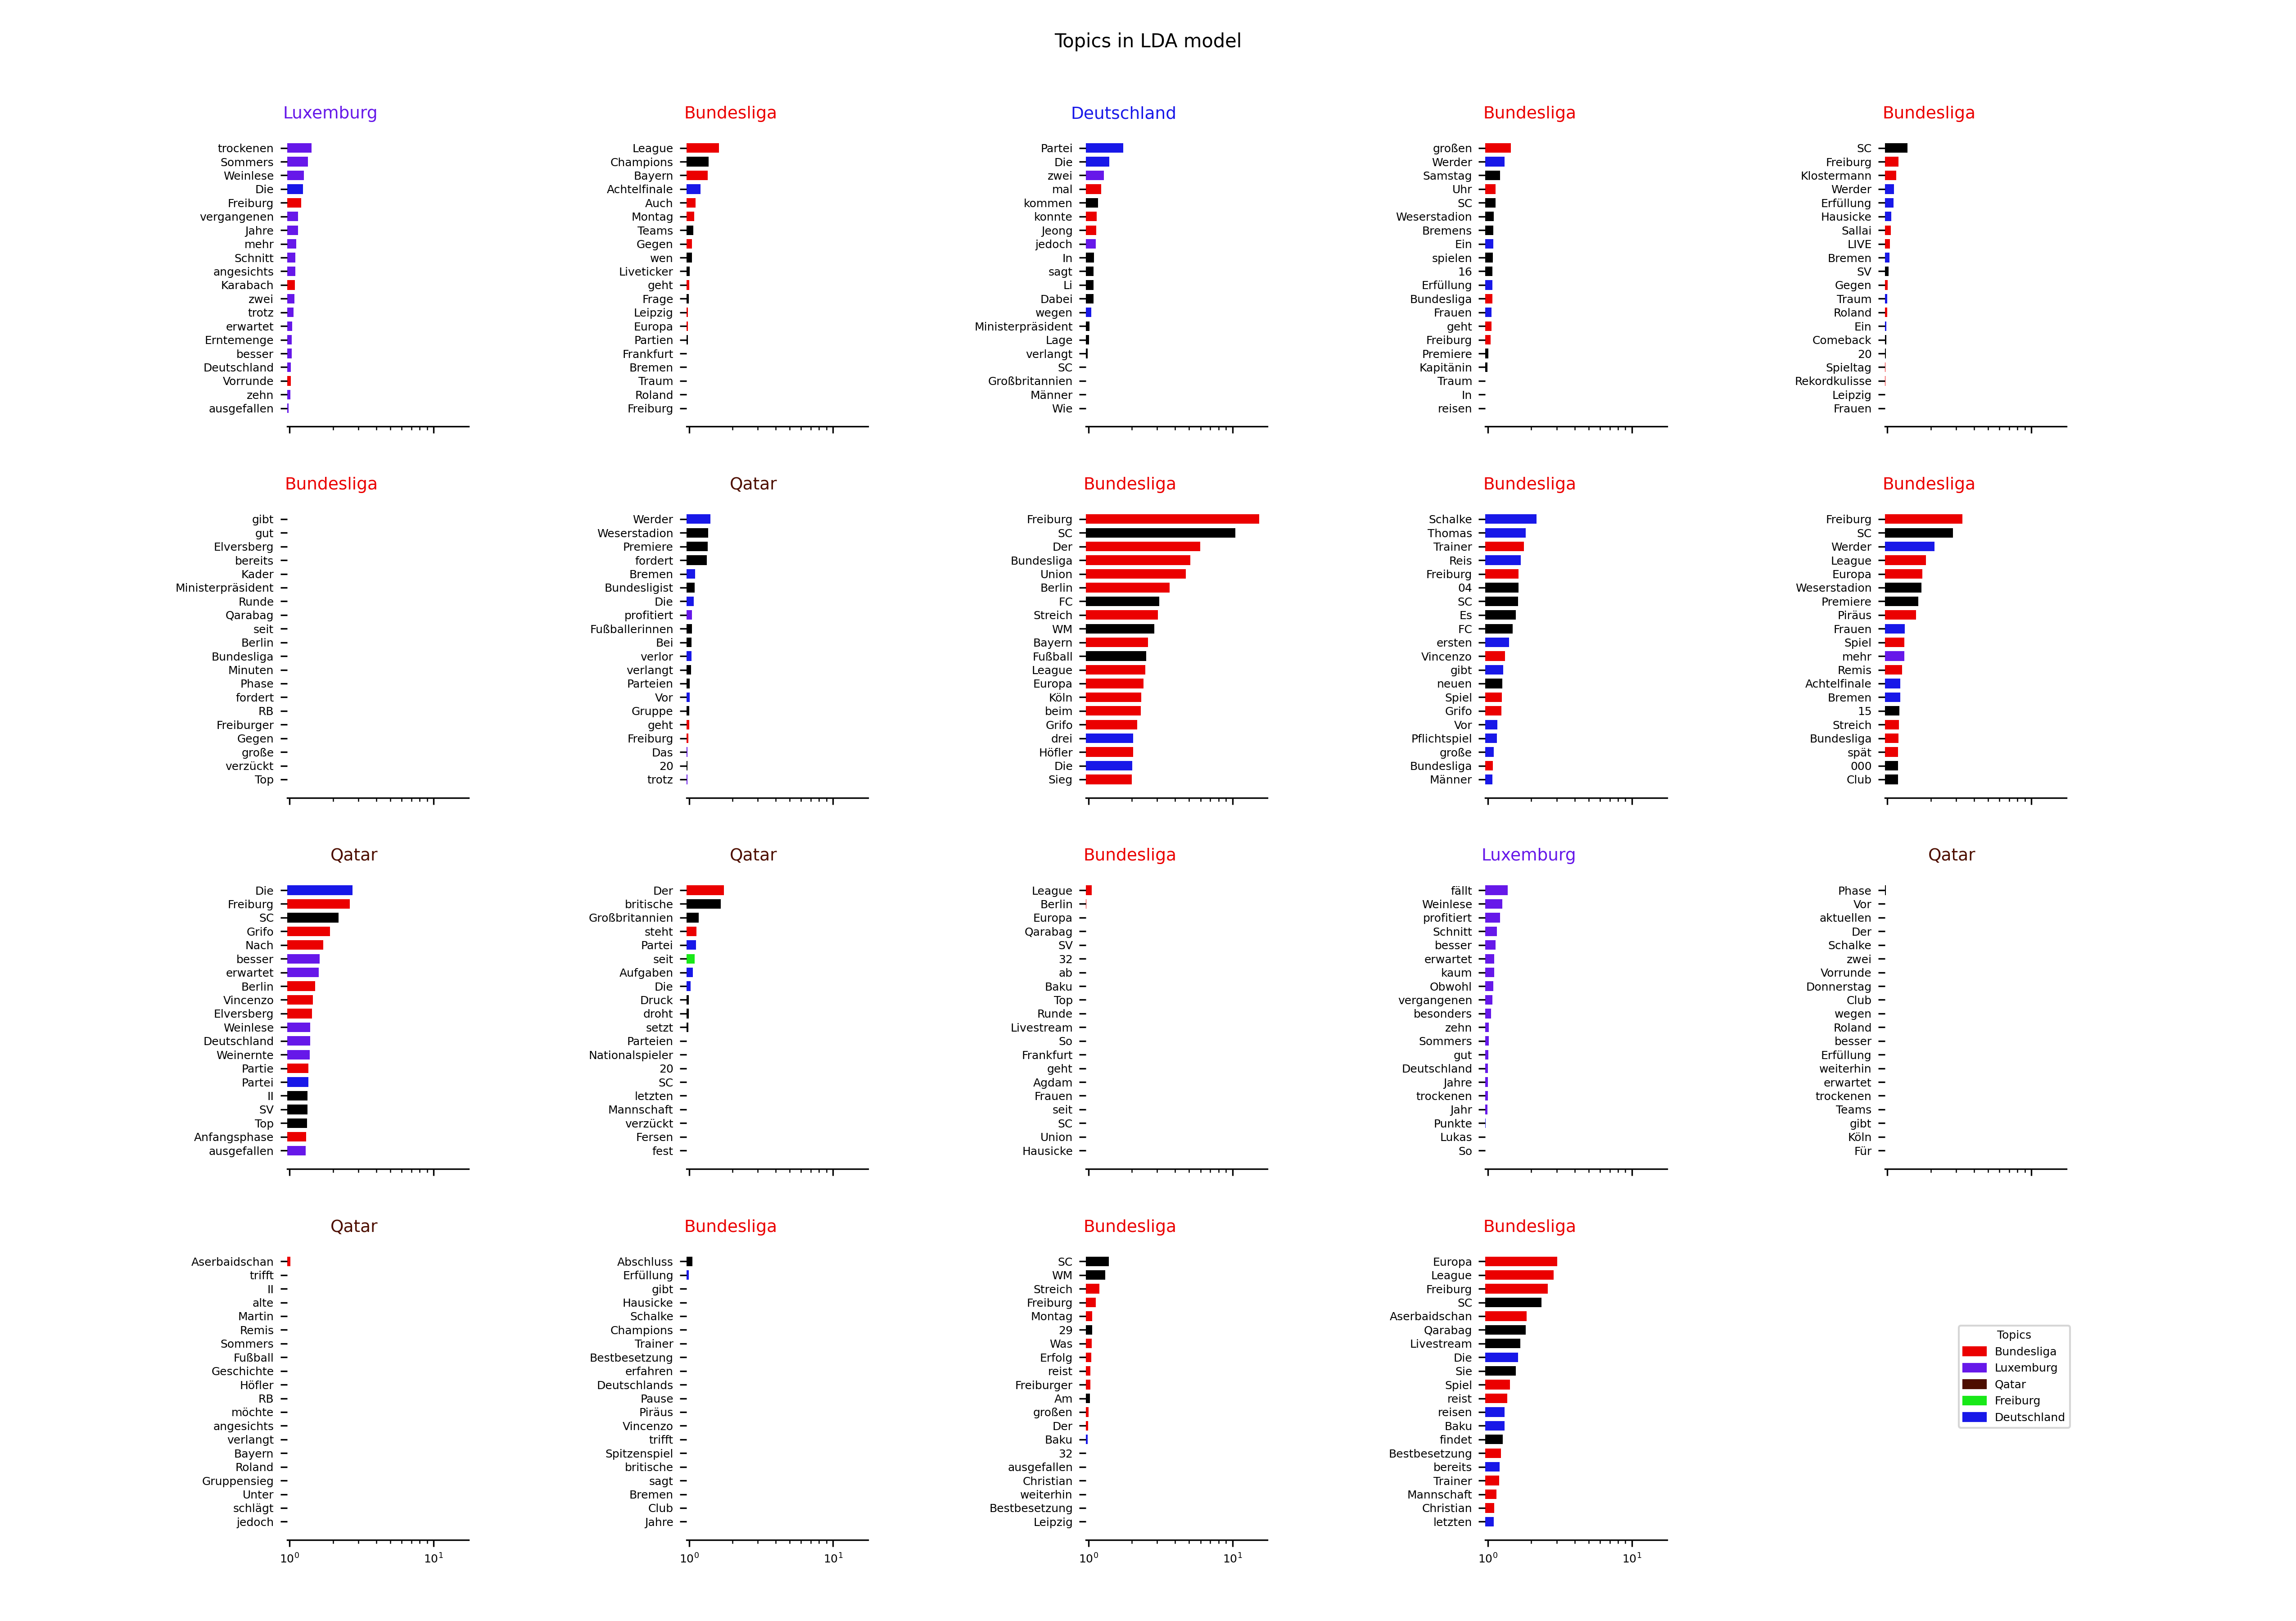 Topics in LDA model
Luxemburg
trockenen
Sommers
Weinlese
Die
Freiburg
vergangenen
Jahre
mehr
Schnitt
angesichts
Karabach
zwei
trotz
erwartet
Erntemenge
besser
Deutschland
Vorrunde
zehn
ausgefallen
Bundesliga
League
Champions
Bayern
Achtelfinale
Auch
Montag
Teams
Gegen
wen
Liveticker
geht
Frage
Leipzig
Europa
Partien
Frankfurt
Bremen
Traum
Roland
Freiburg
Deutschland
Partei
Die
zwei
mal
kommen
konnte
Jeong
jedoch
In
sagt
Li
Dabei
wegen
Ministerpräsident
Lage
verlangt
SC
Großbritannien
Männer
Wie
Bundesliga
großen
Werder
Samstag
Uhr
SC
Weserstadion
Bremens
Ein
spielen
16
Erfüllung
Bundesliga
Frauen
geht
Freiburg
Premiere
Kapitänin
Traum
In
reisen
Bundesliga
SC
Freiburg
Klostermann
Werder
Erfüllung
Hausicke
Sallai
LIVE
Bremen
SV
Gegen
Traum
Roland
Ein
Comeback
20
Spieltag
Rekordkulisse
Leipzig
Frauen
Bundesliga
gibt
gut
Elversberg
bereits
Kader
Ministerpräsident
Runde
Qarabag
seit
Berlin
Bundesliga
Minuten
Phase
fordert
RB
Freiburger
Gegen
große
verzückt
Top
Qatar
Werder
Weserstadion
Premiere
fordert
Bremen
Bundesligist
Die
profitiert
Fußballerinnen
Bei
verlor
verlangt
Parteien
Vor
Gruppe
geht
Freiburg
Das
20
trotz
Bundesliga
Freiburg
SC
Der
Bundesliga
Union
Berlin
FC
Streich
WM
Bayern
Fußball
League
Europa
Köln
beim
Grifo
drei
Höfler
Die
Sieg
Bundesliga
Schalke
Thomas
Trainer
Reis
Freiburg
04
SC
Es
FC
ersten
Vincenzo
gibt
neuen
Spiel
Grifo
Vor
Pflichtspiel
große
Bundesliga
Männer
Bundesliga
Freiburg
SC
Werder
League
Europa
Weserstadion
Premiere
Piräus
Frauen
Spiel
mehr
Remis
Achtelfinale
Bremen
15
Streich
Bundesliga
spät
000
Club
Qatar
Die
Freiburg
SC
Grifo
Nach
besser
erwartet
Berlin
Vincenzo
Elversberg
Weinlese
Deutschland
Weinernte
Partie
Partei
II
SV
Top
Anfangsphase
ausgefallen
Qatar
Der
britische
Großbritannien
steht
Partei
seit
Aufgaben
Die
Druck
droht
setzt
Parteien
Nationalspieler
20
SC
letzten
Mannschaft
verzückt
Fersen
fest
Bundesliga
League
Berlin
Europa
Qarabag
SV
32
ab
Baku
Top
Runde
Livestream
So
Frankfurt
geht
Agdam
Frauen
seit
SC
Union
Hausicke
Luxemburg
fällt
Weinlese
profitiert
Schnitt
besser
erwartet
kaum
Obwohl
vergangenen
besonders
zehn
Sommers
gut
Deutschland
Jahre
trockenen
Jahr
Punkte
Lukas
So
Qatar
Phase
Vor
aktuellen
Der
Schalke
zwei
Vorrunde
Donnerstag
Club
wegen
Roland
besser
Erfüllung
weiterhin
erwartet
trockenen
Teams
gibt
Köln
Für
Qatar
Aserbaidschan
trifft
II
alte
Martin
Remis
Sommers
Fußball
Geschichte
Höfler
RB
möchte
angesichts
verlangt
Bayern
Roland
Gruppensieg
Unter
schlägt
jedoch
10⁰ 10¹
Bundesliga
Abschluss
Erfüllung
gibt
Hausicke
Schalke
Champions
Trainer
Bestbesetzung
erfahren
Deutschlands
Pause
Piräus
Vincenzo
trifft
Spitzenspiel
britische
sagt
Bremen
Club
Jahre
10⁰ 10¹
Bundesliga
SC
WM
Streich
Freiburg
Montag
29
Was
Erfolg
reist
Freiburger
Am
großen
Der
Baku
32
ausgefallen
Christian
weiterhin
Bestbesetzung
Leipzig
10⁰ 10¹
Bundesliga
Europa
League
Freiburg
SC
Aserbaidschan
Qarabag
Livestream
Die
Sie
Spiel
reist
reisen
Baku
findet
Bestbesetzung
bereits
Trainer
Mannschaft
Christian
letzten
10⁰ 10¹
Topics
Bundesliga
Luxemburg
Qatar
Freiburg
Deutschland